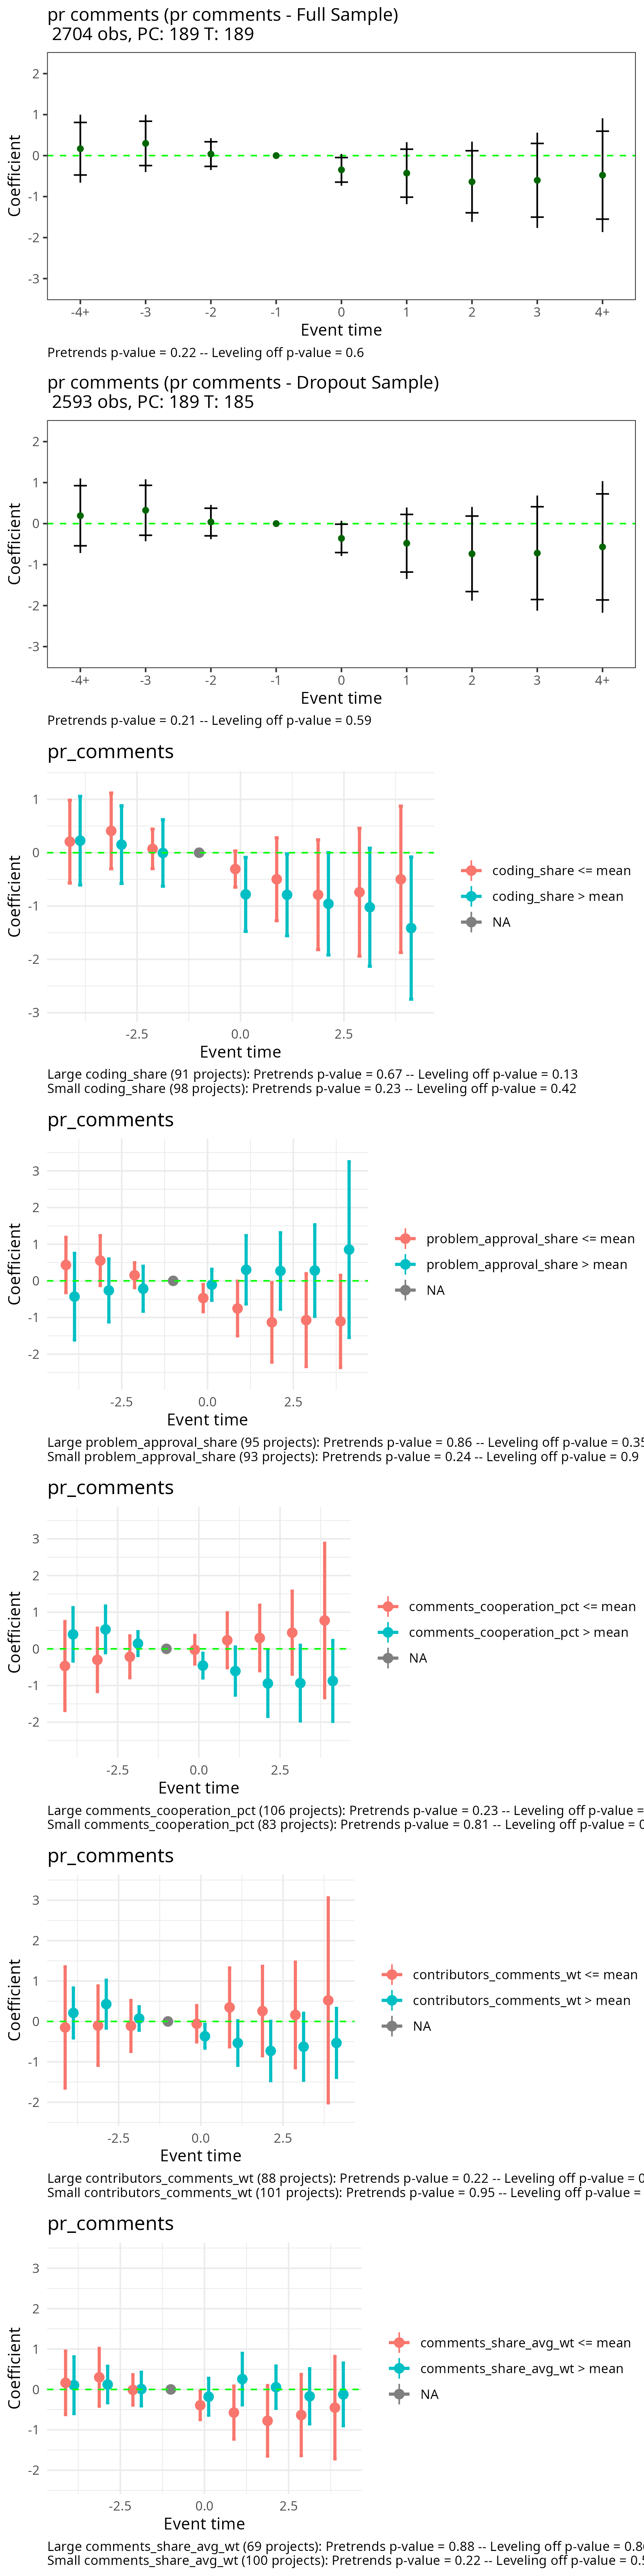 pr comments (pr comments - Full Sample)
2704 obs, PC: 189 T: 189
2
1
0
-1
-2
-3
Coefficient
-4+ -3 -2 -1 0 1 2 3 4+
Event time
Pretrends p-value = 0.22 -- Leveling off p-value = 0.6
pr comments (pr comments - Dropout Sample)
2593 obs, PC: 189 T: 185
2
1
0
-1
-2
-3
Coefficient
-4+ -3 -2 -1 0 1 2 3 4+
Event time
Pretrends p-value = 0.21 -- Leveling off p-value = 0.59
pr_comments
1
0
-1
-2
-3
Coefficient
-2.5 0.0 2.5
Event time
coding_share <= mean
coding_share > mean
NA
Large coding_share (91 projects): Pretrends p-value = 0.67 -- Leveling off p-value = 0.13
Small coding_share (98 projects): Pretrends p-value = 0.23 -- Leveling off p-value = 0.42
pr_comments
3
2
1
0
-1
-2
Coefficient
-2.5 0.0 2.5
Event time
problem_approval_share <= mean
problem_approval_share > mean
NA
Large problem_approval_share (95 projects): Pretrends p-value = 0.86 -- Leveling off p-value = 0.35
Small problem_approval_share (93 projects): Pretrends p-value = 0.24 -- Leveling off p-value = 0.9
pr_comments
3
2
1
0
-1
-2
Coefficient
-2.5 0.0 2.5
Event time
comments_cooperation_pct <= mean
comments_cooperation_pct > mean
NA
Large comments_cooperation_pct (106 projects): Pretrends p-value = 0.23 -- Leveling off p-value =
Small comments_cooperation_pct (83 projects): Pretrends p-value = 0.81 -- Leveling off p-value =
pr_comments
3
2
1
0
-1
-2
Coefficient
-2.5 0.0 2.5
Event time
contributors_comments_wt <= mean
contributors_comments_wt > mean
NA
Large contributors_comments_wt (88 projects): Pretrends p-value = 0.22 -- Leveling off p-value =
Small contributors_comments_wt (101 projects): Pretrends p-value = 0.95 -- Leveling off p-value =
pr_comments
3
2
1
0
-1
-2
Coefficient
-2.5 0.0 2.5
Event time
comments_share_avg_wt <= mean
comments_share_avg_wt > mean
NA
Large comments_share_avg_wt (69 projects): Pretrends p-value = 0.88 -- Leveling off p-value =
Small comments_share_avg_wt (100 projects): Pretrends p-value = 0.22 -- Leveling off p-value =